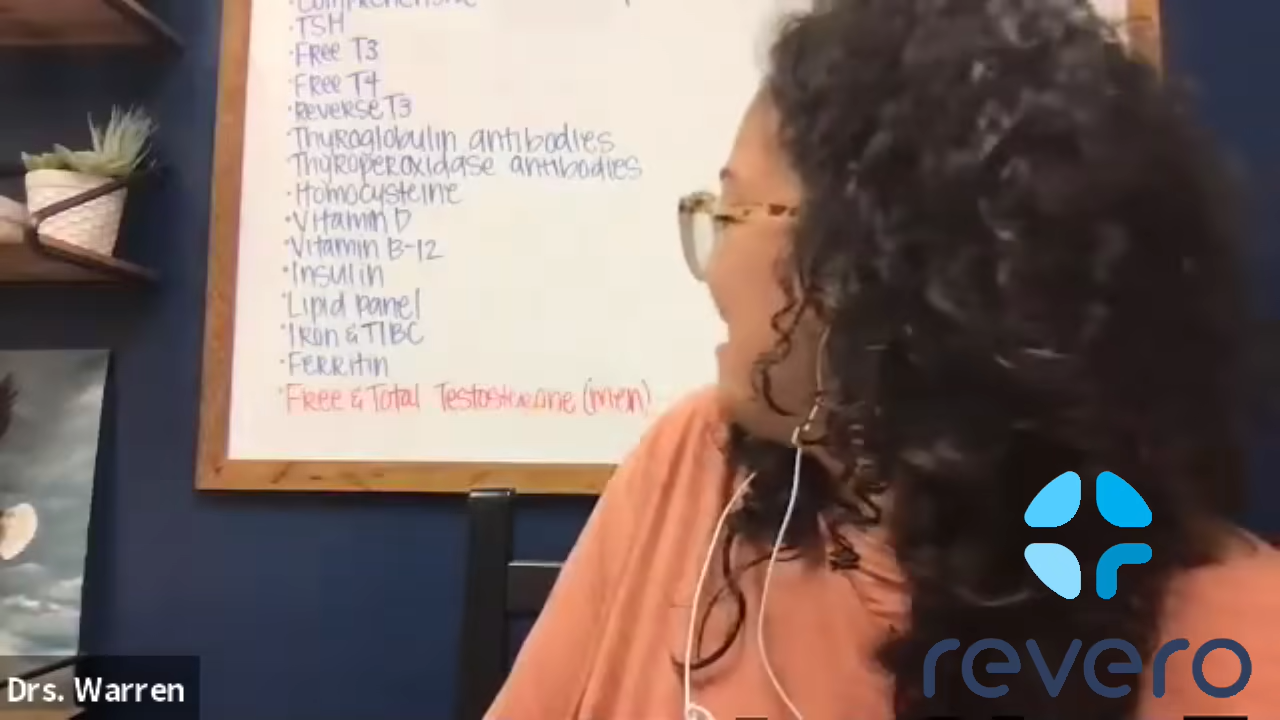 ·Comprehensive
·TSH
·Free T3
·Free T4
·Reverse T3
·Thyroglobulin antibodies
·Thyroperoxidase antibodies
·Homocysteine
·Vitamin D
·Vitamin B-12
·Insulin
·Lipid panel
·Iron & TIBC
·Ferritin
·Free & Total Testosterone (men)
revero
Drs. Warren